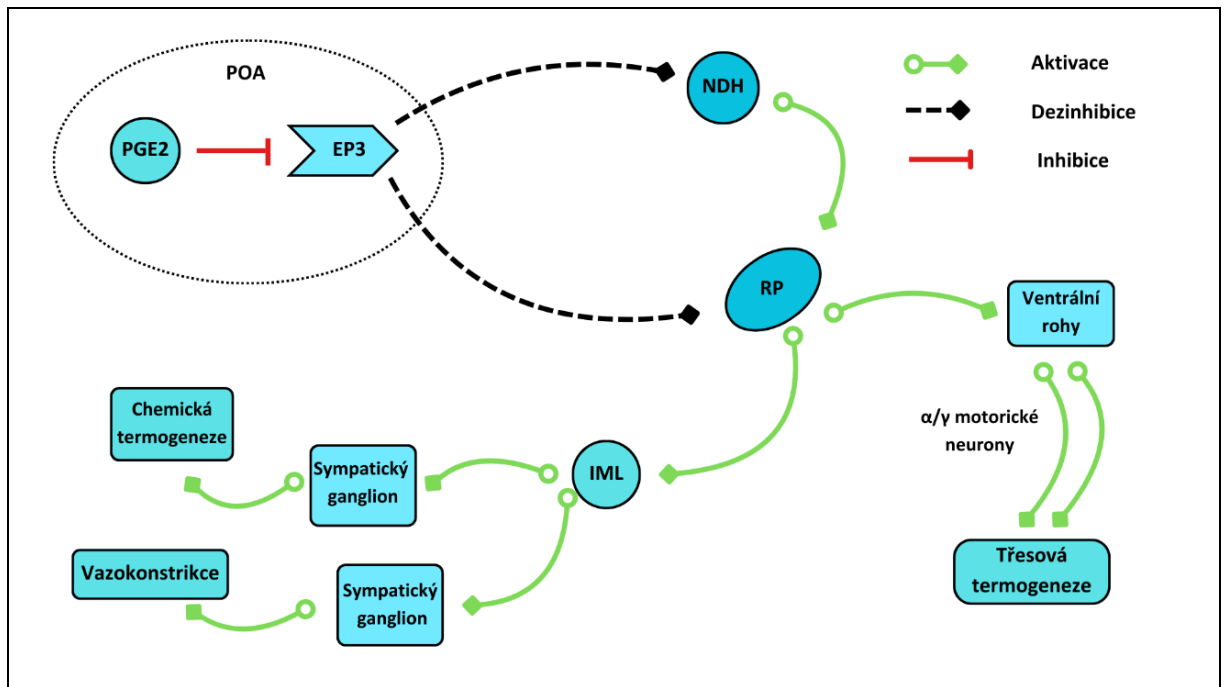 POA
PGE2
EP3
NDH
Aktivace
Dezinhibice
Inhibice
RP
Ventrální
rohy
α/γ motorické
neurony
Chemická
termogeneze
Sympatický
ganglion
IML
Vazokonstrikce
Sympatický
ganglion
Třesová
termogeneze